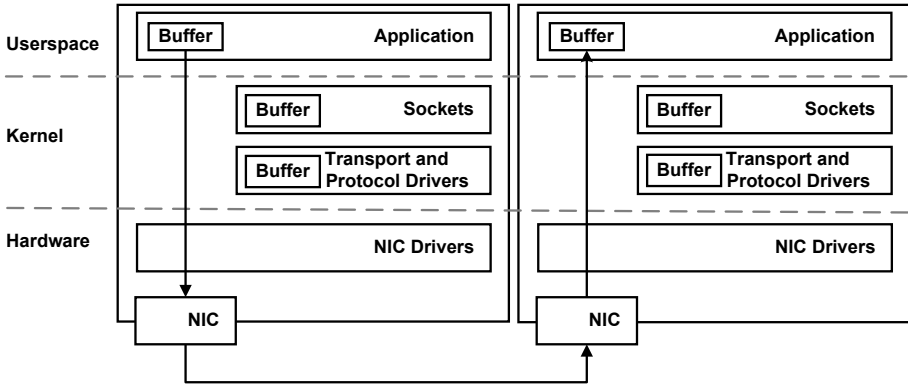 Userspace
Buffer Application
Buffer Application
Kernel
Buffer Sockets
Buffer Transport and
Protocol Drivers
Buffer Sockets
Buffer Transport and
Protocol Drivers
Hardware
NIC Drivers
NIC Drivers
NIC
NIC